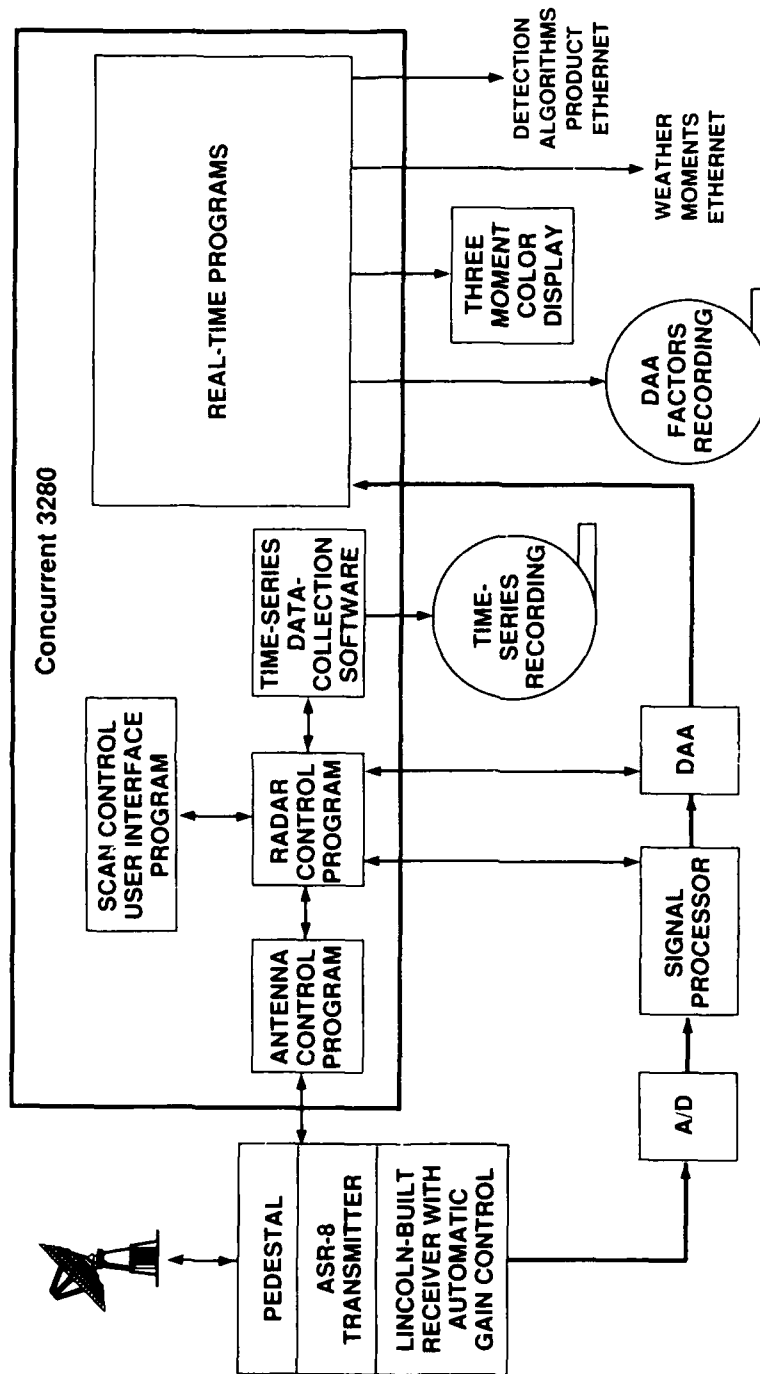 Concurrent 3280
SCAN CONTROL
USER INTERFACE
PROGRAM
REAL-TIME PROGRAMS
ANTENNA
CONTROL
PROGRAM
RADAR
CONTROL
PROGRAM
TIME-SERIES
DATA-
COLLECTION
SOFTWARE
PEDESTAL
ASR-8
TRANSMITTER
LINCOLN-BUILT
RECEIVER WITH
AUTOMATIC
GAIN CONTROL
TIME-
SERIES
RECORDING
THREE
MOMENT
COLOR
DISPLAY
DETECTION
ALGORITHMS
PRODUCT
ETHERNET
DAA
FACTORS
RECORDING
WEATHER
MOMENTS
ETHERNET
A/D
SIGNAL
PROCESSOR
DAA